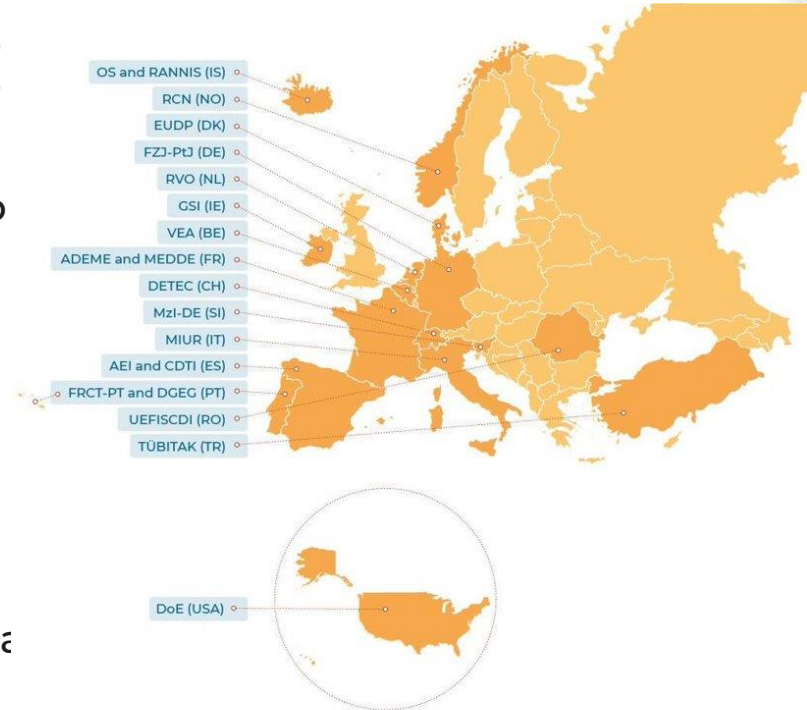 OS and RANNIS (IS)
RCN (NO)
EUDP (DK)
FZJ-PtJ (DE)
RVO (NL)
GSI (IE)
VEA (BE)
ADEME and MEDDE (FR)
DETEC (CH)
MzI-DE (SI)
MIUR (IT)
AEI and CDTI (ES)
FRCT-PT and DGEG (PT)
UEFISCDI (RO)
TÜBITAK (TR)
DoE (USA)